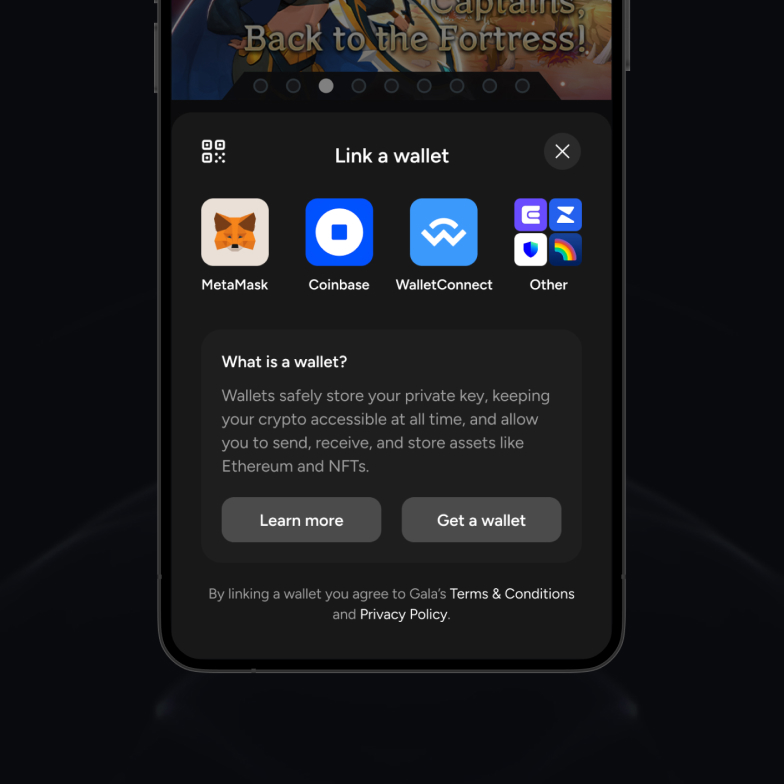 Captains,
Back to the Fortress!
Link a wallet
MetaMask
Coinbase
WalletConnect
Other
What is a wallet?
Wallets safely store your private key, keeping
your crypto accessible at all time, and allow
you to send, receive, and store assets like
Ethereum and NFTs.
Learn more
Get a wallet
By linking a wallet you agree to Gala’s Terms & Conditions
and Privacy Policy.